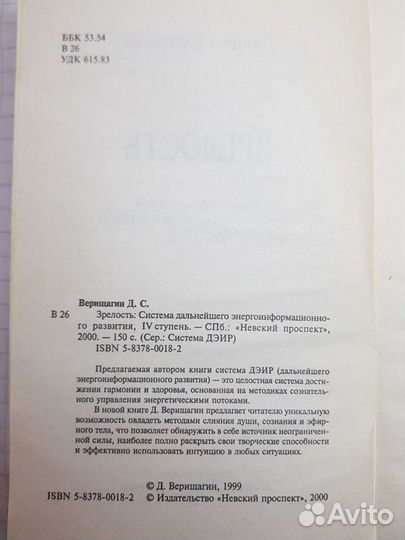 ББК 53.54
В 26
УДК 615.83
ЗРЕЛОСТЬ
Верищагин Д. С.
В 26 Зрелость: Система дальнейшего энергоинформационно-
го развития, IV ступень. — СПб.: «Невский проспект»,
2000. — 150 с. (Сер.: Система ДЭИР)
ISBN 5-8378-0018-2
Предлагаемая автором книги система ДЭИР (дальнейшего
энергоинформационного развития) — это целостная система дости-
жения гармонии и здоровья, основанная на методиках сознатель-
ного управления энергетическими потоками.
В новой книге Д. Верищагин предлагает читателю уникальную
возможность овладеть методами слияния души, сознания и эфир-
ного тела, что позволяет обнаружить в себе источник неограничен-
ной силы, наиболее полно раскрыть свои творческие способности
и эффективно использовать интуицию в любых ситуациях.
© Д. Верищагин, 1999
ISBN 5-8378-0018-2 © Издательство «Невский проспект», 2000
Avito